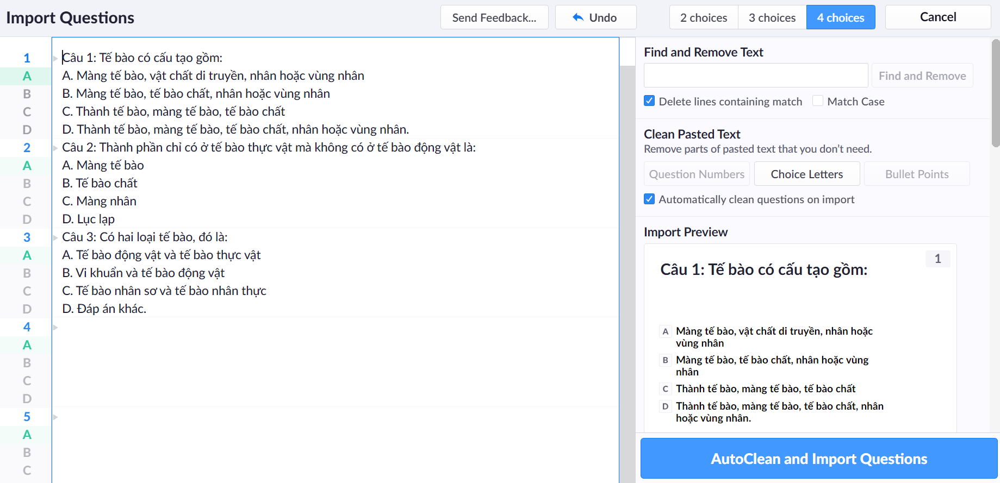 Import Questions
Send Feedback...
Undo
2 choices
3 choices
4 choices
Cancel
1
Câu 1: Tế bào có cấu tạo gồm:
A
A. Màng tế bào, vật chất di truyền, nhân hoặc vùng nhân
B
B. Màng tế bào, tế bào chất, nhân hoặc vùng nhân
C
C. Thành tế bào, màng tế bào, tế bào chất
D
D. Thành tế bào, màng tế bào, tế bào chất, nhân hoặc vùng nhân.
2
Câu 2: Thành phần chỉ có ở tế bào thực vật mà không có ở tế bào động vật là:
A
A. Màng tế bào
B
B. Tế bào chất
C
C. Màng nhân
D
D. Lục lạp
3
Câu 3: Có hai loại tế bào, đó là:
A
A. Tế bào động vật và tế bào thực vật
B
B. Vi khuẩn và tế bào động vật
C
C. Tế bào nhân sơ và tế bào nhân thực
D
D. Đáp án khác.
4
A
B
C
D
5
A
B
C
Find and Remove Text
Find and Remove
Delete lines containing match
Match Case
Clean Pasted Text
Remove parts of pasted text that you don't need.
Question Numbers
Choice Letters
Bullet Points
Automatically clean questions on import
Import Preview
1
Câu 1: Tế bào có cấu tạo gồm:
A Màng tế bào, vật chất di truyền, nhân hoặc
vùng nhân
B Màng tế bào, tế bào chất, nhân hoặc vùng
nhân
C Thành tế bào, màng tế bào, tế bào chất
D Thành tế bào, màng tế bào, tế bào chất, nhân
hoặc vùng nhân.
AutoClean and Import Questions